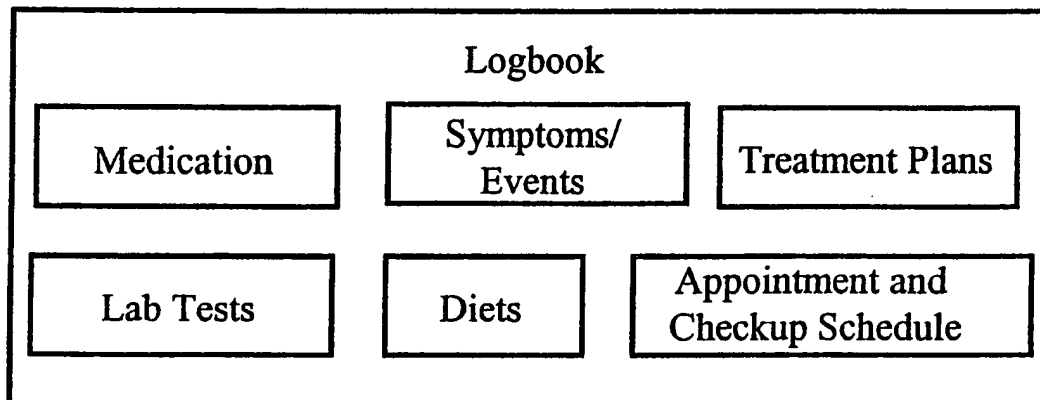 Logbook
Medication
Symptoms/
Events
Treatment Plans
Lab Tests
Diets
Appointment and
Checkup Schedule